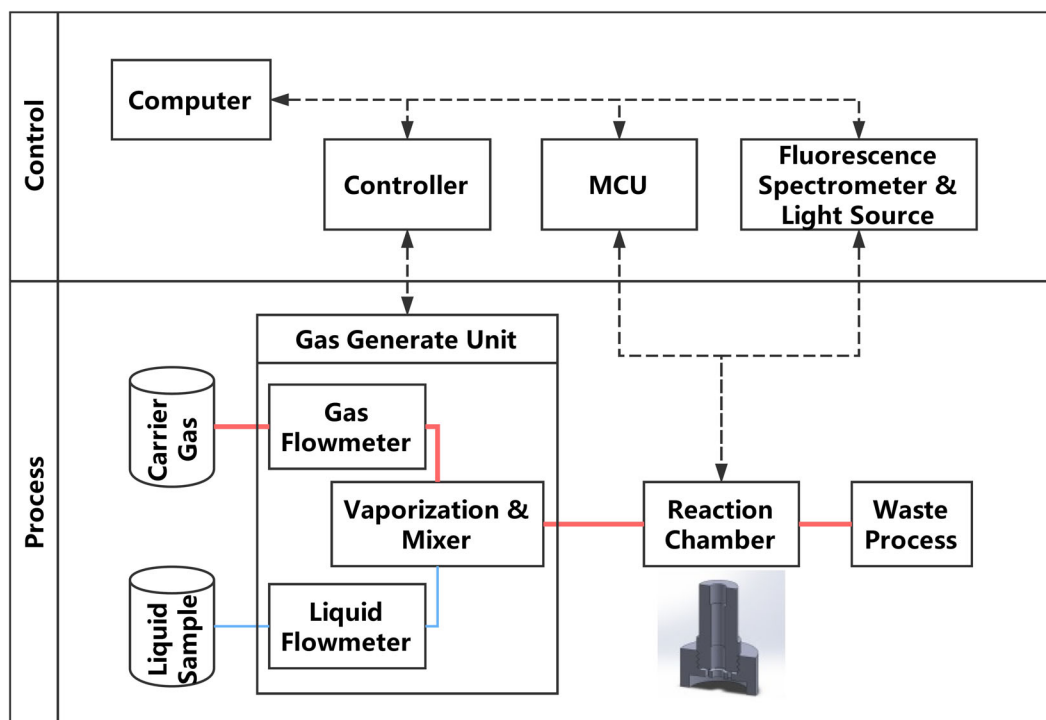 Control
Computer
Controller
MCU
Fluorescence
Spectrometer &
Light Source
Process
Gas Generate Unit
Carrier
Gas
Gas
Flowmeter
Vaporization &
Mixer
Reaction
Chamber
Waste
Process
Liquid
Sample
Liquid
Flowmeter